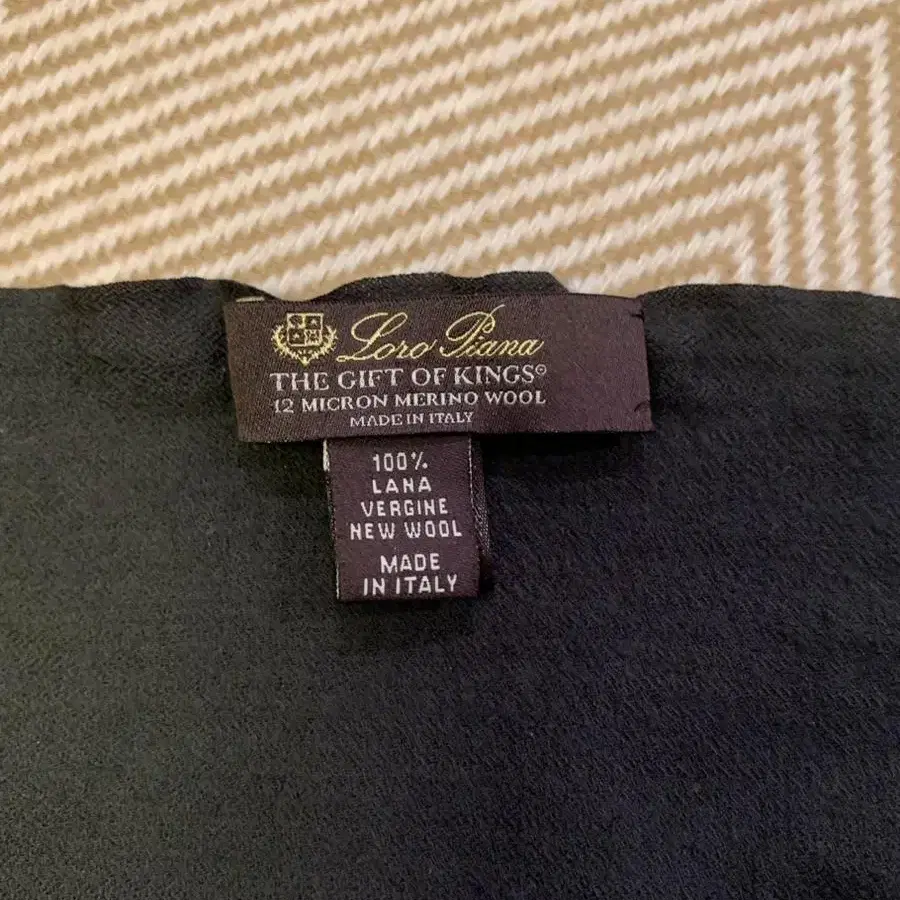 Loro Piana
THE GIFT OF KINGS®
12 MICRON MERINO WOOL
MADE IN ITALY
100%
LANA
VERGINE
NEW WOOL
MADE
IN ITALY